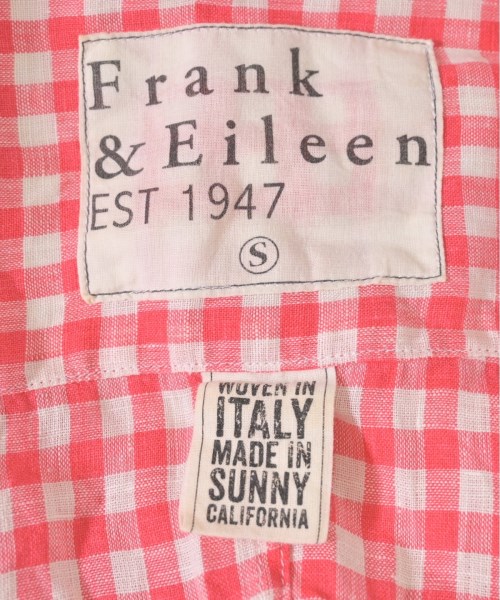 Frank
& Eileen
EST 1947
S
WOVEN IN
ITALY
MADE IN
SUNNY
CALIFORNIA